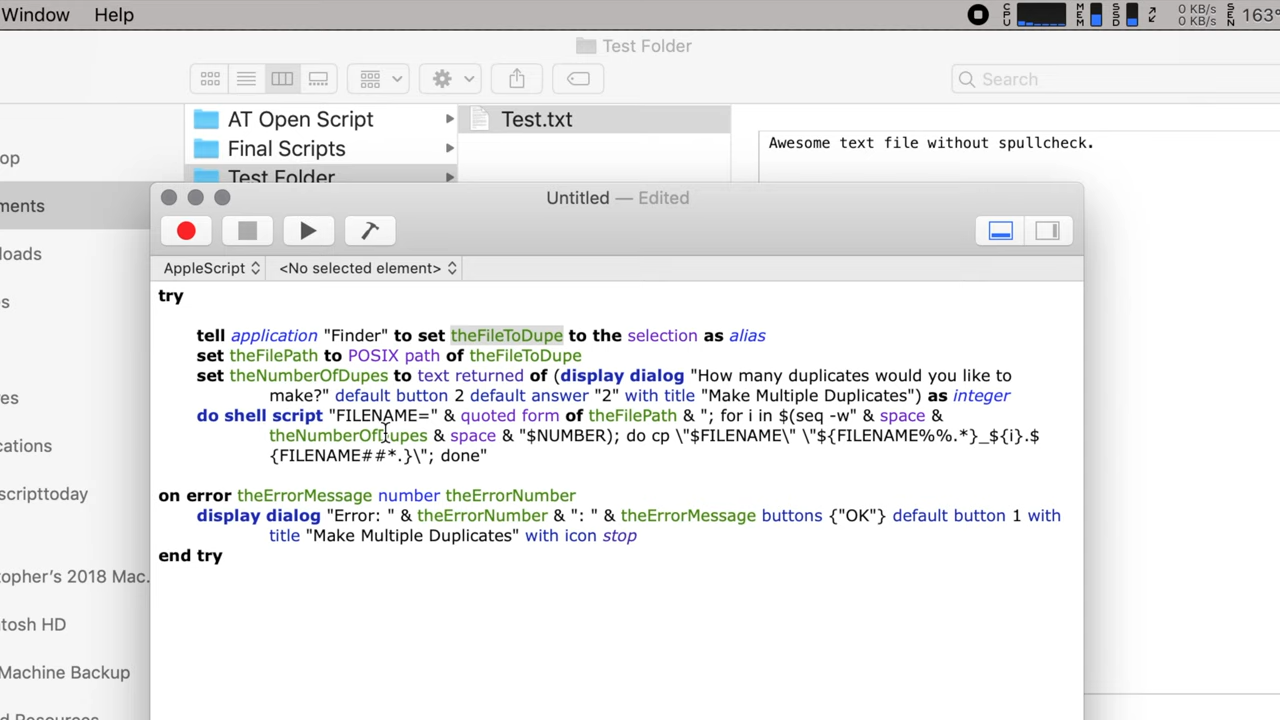 Window Help
CPU MEM SSD 0 KB/s 0 KB/s SEN 163°
Test Folder
Search
AT Open Script
Test.txt
Final Scripts
Test Folder
Awesome text file without spullcheck.
op
ments
loads
s
es
cations
scripttoday
topher's 2018 Mac.
tosh HD
Machine Backup
Untitled — Edited
AppleScript <No selected element>
try
tell application "Finder" to set theFileToDupe to the selection as alias
set theFilePath to POSIX path of theFileToDupe
set theNumberOfDupes to text returned of (display dialog "How many duplicates would you like to
make?" default button 2 default answer "2" with title "Make Multiple Duplicates") as integer
do shell script "FILENAME=" & quoted form of theFilePath & "; for i in $(seq -w" & space &
theNumberOfDupes & space & "$NUMBER); do cp \"$FILENAME\" \"${FILENAME%%.*}_${i}.$
{FILENAME##*.}\"; done"
on error theErrorMessage number theErrorNumber
display dialog "Error: " & theErrorNumber & ": " & theErrorMessage buttons {"OK"} default button 1 with
title "Make Multiple Duplicates" with icon stop
end try